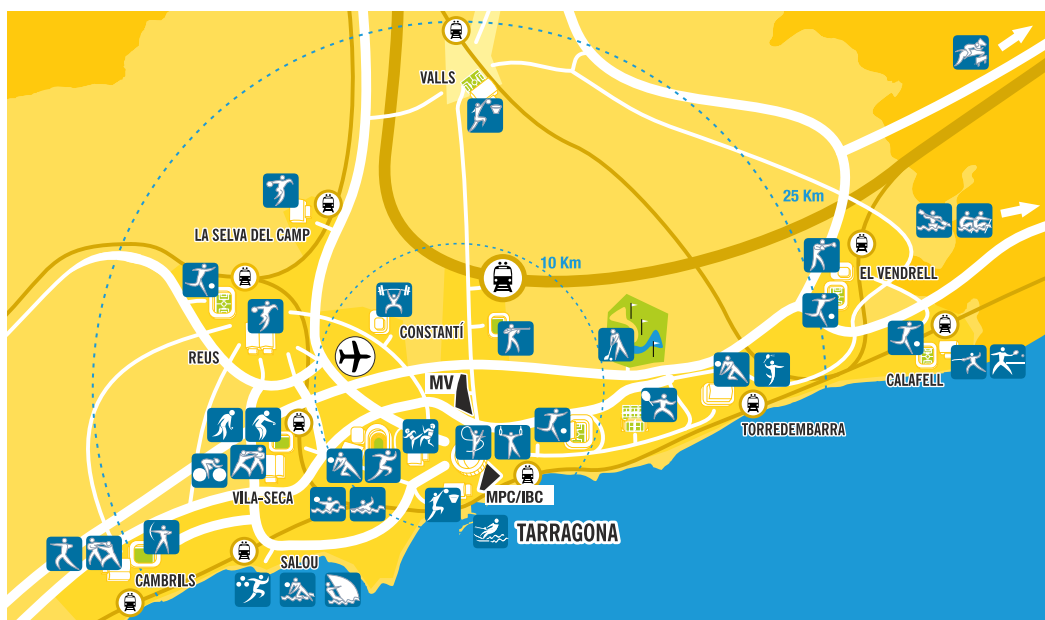 VALLS
25 Km
LA SELVA DEL CAMP
10 Km
EL VENDRELL
CONSTANTÍ
REUS
MV
CALAFELL
TORREDEMBARRA
VILA-SECA
MPC/IBC
TARRAGONA
SALOU
CAMBRILS